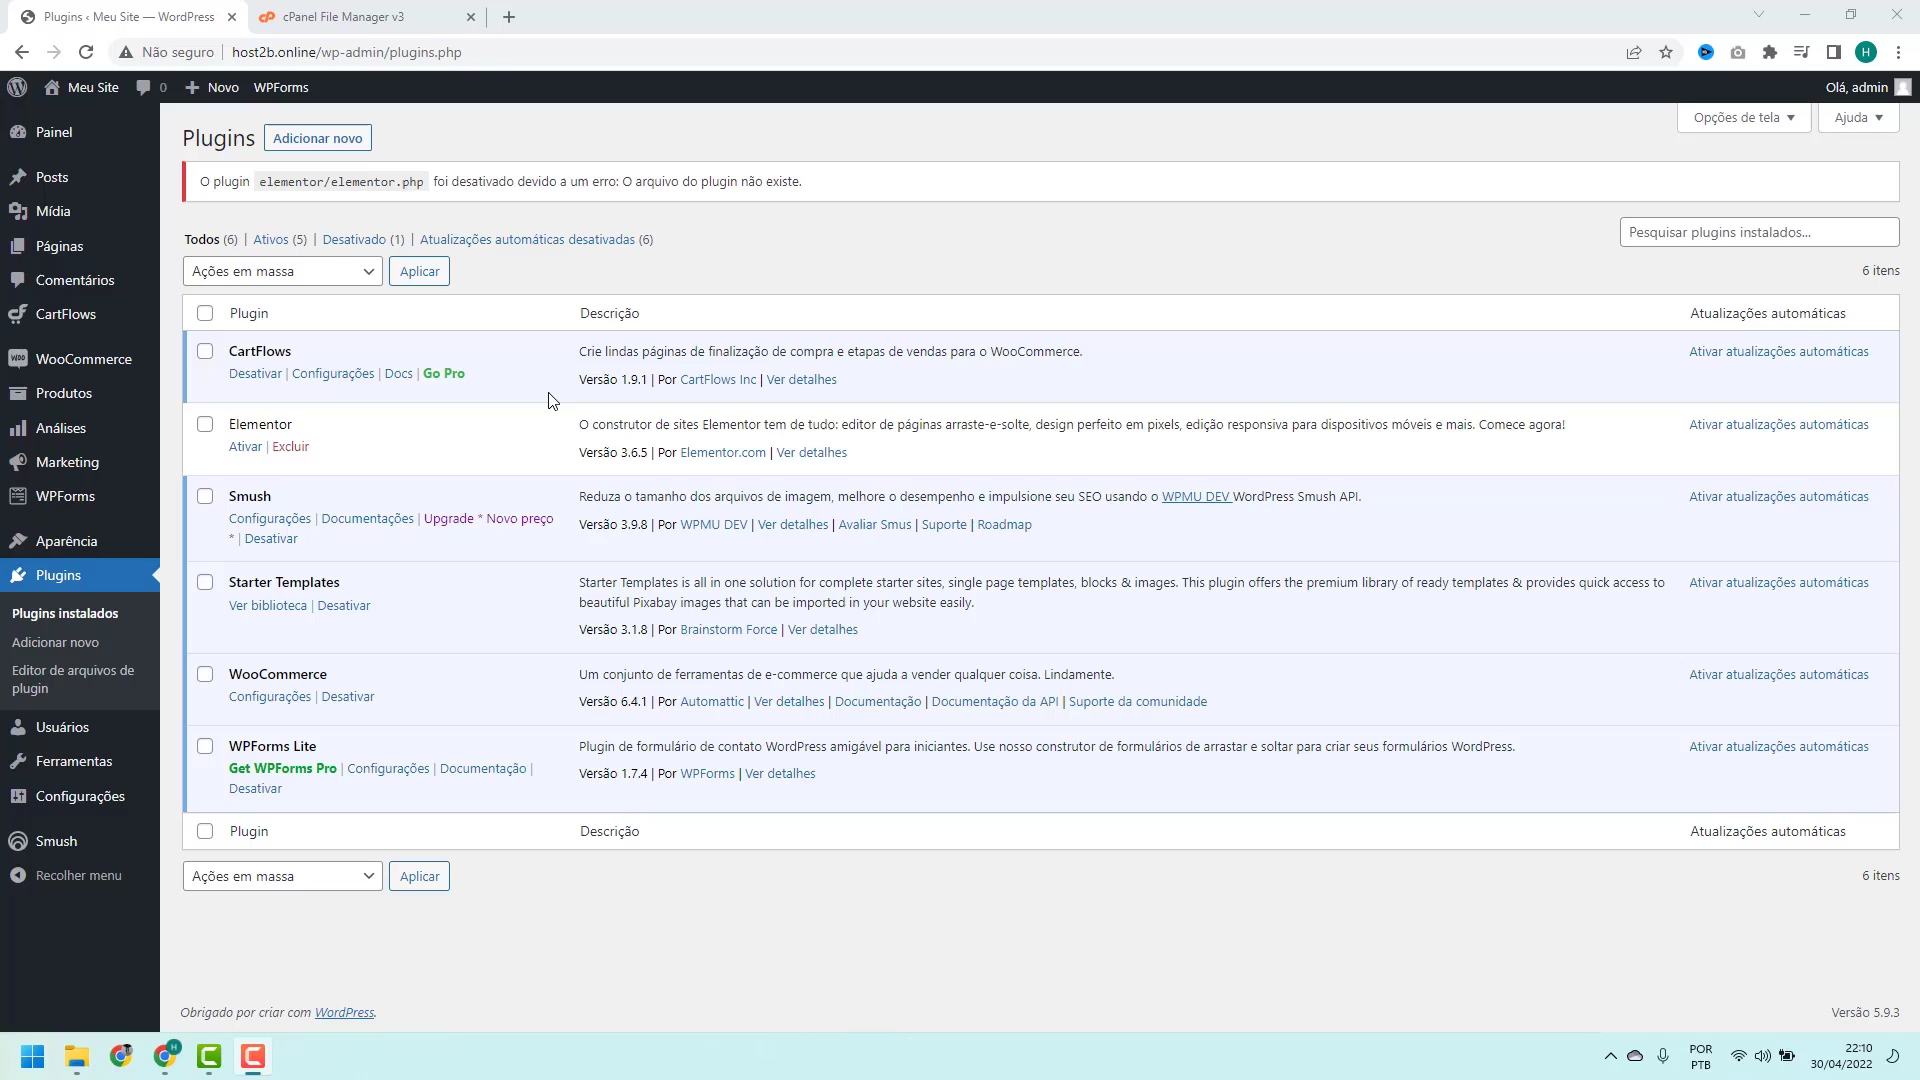 Plugins ‹ Meu Site — WordPress
cPanel File Manager v3
Não seguro
host2b.online/wp-admin/plugins.php
H
Meu Site
0
Novo
WPForms
Olá, admin
Painel
Posts
Mídia
Páginas
Comentários
CartFlows
WooCommerce
Produtos
Análises
Marketing
WPForms
Aparência
Plugins
Plugins instalados
Adicionar novo
Editor de arquivos de
plugin
Usuários
Ferramentas
Configurações
Smush
Recolher menu
Opções de tela ▼
Ajuda ▼
Plugins
Adicionar novo
O plugin elementor/elementor.php foi desativado devido a um erro: O arquivo do plugin não existe.
Todos (6) | Ativos (5) | Desativado (1) | Atualizações automáticas desativadas (6)
Pesquisar plugins instalados...
Ações em massa
Aplicar
6 itens
Plugin
Descrição
Atualizações automáticas
CartFlows
Desativar | Configurações | Docs | Go Pro
Crie lindas páginas de finalização de compra e etapas de vendas para o WooCommerce.
Versão 1.9.1 | Por CartFlows Inc | Ver detalhes
Ativar atualizações automáticas
Elementor
Ativar | Excluir
O construtor de sites Elementor tem de tudo: editor de páginas arraste-e-solte, design perfeito em pixels, edição responsiva para dispositivos móveis e mais. Comece agora!
Versão 3.6.5 | Por Elementor.com | Ver detalhes
Ativar atualizações automáticas
Smush
Configurações | Documentações | Upgrade * Novo preço
* | Desativar
Reduza o tamanho dos arquivos de imagem, melhore o desempenho e impulsione seu SEO usando o WPMU DEV WordPress Smush API.
Versão 3.9.8 | Por WPMU DEV | Ver detalhes | Avaliar Smus | Suporte | Roadmap
Ativar atualizações automáticas
Starter Templates
Ver biblioteca | Desativar
Starter Templates is all in one solution for complete starter sites, single page templates, blocks & images. This plugin offers the premium library of ready templates & provides quick access to
beautiful Pixabay images that can be imported in your website easily.
Versão 3.1.8 | Por Brainstorm Force | Ver detalhes
Ativar atualizações automáticas
WooCommerce
Configurações | Desativar
Um conjunto de ferramentas de e-commerce que ajuda a vender qualquer coisa. Lindamente.
Versão 6.4.1 | Por Automattic | Ver detalhes | Documentação | Documentação da API | Suporte da comunidade
Ativar atualizações automáticas
WPForms Lite
Get WPForms Pro | Configurações | Documentação |
Desativar
Plugin de formulário de contato WordPress amigável para iniciantes. Use nosso construtor de formulários de arrastar e soltar para criar seus formulários WordPress.
Versão 1.7.4 | Por WPForms | Ver detalhes
Ativar atualizações automáticas
Plugin
Descrição
Atualizações automáticas
Ações em massa
Aplicar
6 itens
Obrigado por criar com WordPress.
Versão 5.9.3
POR
PTB
22:10
30/04/2022